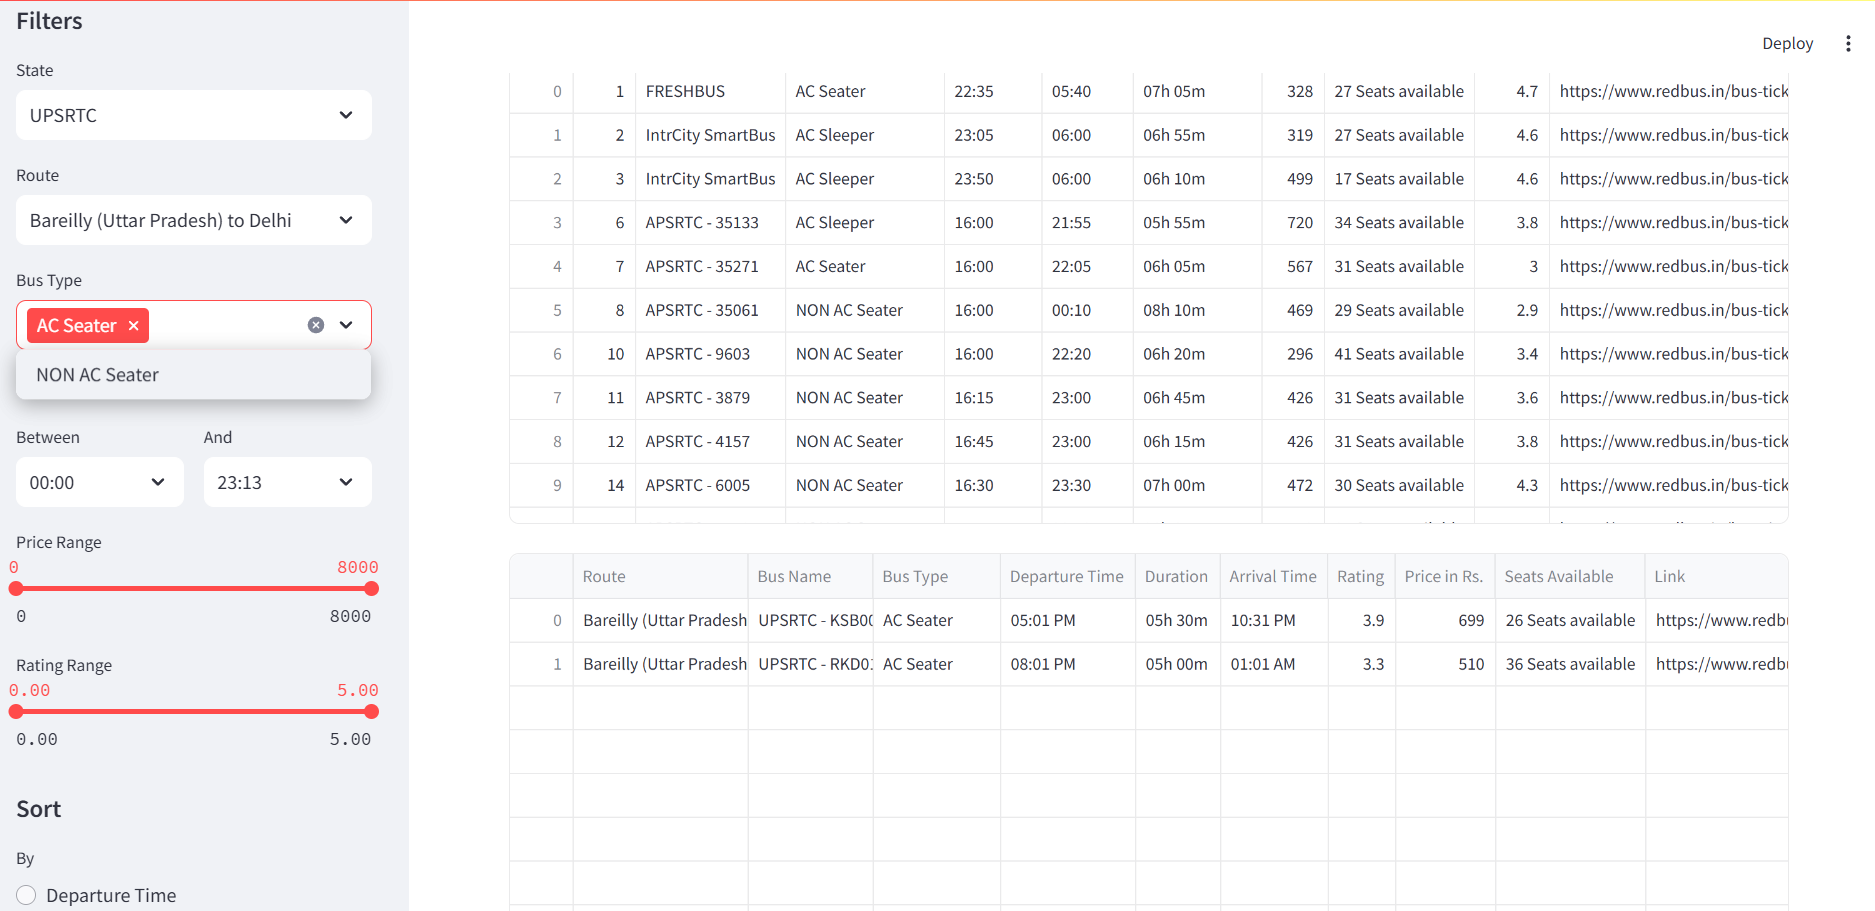 Filters
State
UPSRTC
Route
Bareilly (Uttar Pradesh) to Delhi
Bus Type
AC Seater ×
NON AC Seater
Between And
00:00 23:13
Price Range
0 8000
0 8000
Rating Range
0.00 5.00
0.00 5.00
Sort
By
Departure Time
Deploy
0 1 FRESHBUS AC Seater 22:35 05:40 07h 05m 328 27 Seats available 4.7 https://www.redbus.in/bus-tick
1 2 IntrCity SmartBus AC Sleeper 23:05 06:00 06h 55m 319 27 Seats available 4.6 https://www.redbus.in/bus-tick
2 3 IntrCity SmartBus AC Sleeper 23:50 06:00 06h 10m 499 17 Seats available 4.6 https://www.redbus.in/bus-tick
3 6 APSRTC - 35133 AC Sleeper 16:00 21:55 05h 55m 720 34 Seats available 3.8 https://www.redbus.in/bus-tick
4 7 APSRTC - 35271 AC Seater 16:00 22:05 06h 05m 567 31 Seats available 3 https://www.redbus.in/bus-tick
5 8 APSRTC - 35061 NON AC Seater 16:00 00:10 08h 10m 469 29 Seats available 2.9 https://www.redbus.in/bus-tick
6 10 APSRTC - 9603 NON AC Seater 16:00 22:20 06h 20m 296 41 Seats available 3.4 https://www.redbus.in/bus-tick
7 11 APSRTC - 3879 NON AC Seater 16:15 23:00 06h 45m 426 31 Seats available 3.6 https://www.redbus.in/bus-tick
8 12 APSRTC - 4157 NON AC Seater 16:45 23:00 06h 15m 426 31 Seats available 3.8 https://www.redbus.in/bus-tick
9 14 APSRTC - 6005 NON AC Seater 16:30 23:30 07h 00m 472 30 Seats available 4.3 https://www.redbus.in/bus-tick
Route Bus Name Bus Type Departure Time Duration Arrival Time Rating Price in Rs. Seats Available Link
0 Bareilly (Uttar Pradesh UPSRTC - KSB00 AC Seater 05:01 PM 05h 30m 10:31 PM 3.9 699 26 Seats available https://www.redb
1 Bareilly (Uttar Pradesh UPSRTC - RKD01 AC Seater 08:01 PM 05h 00m 01:01 AM 3.3 510 36 Seats available https://www.redb